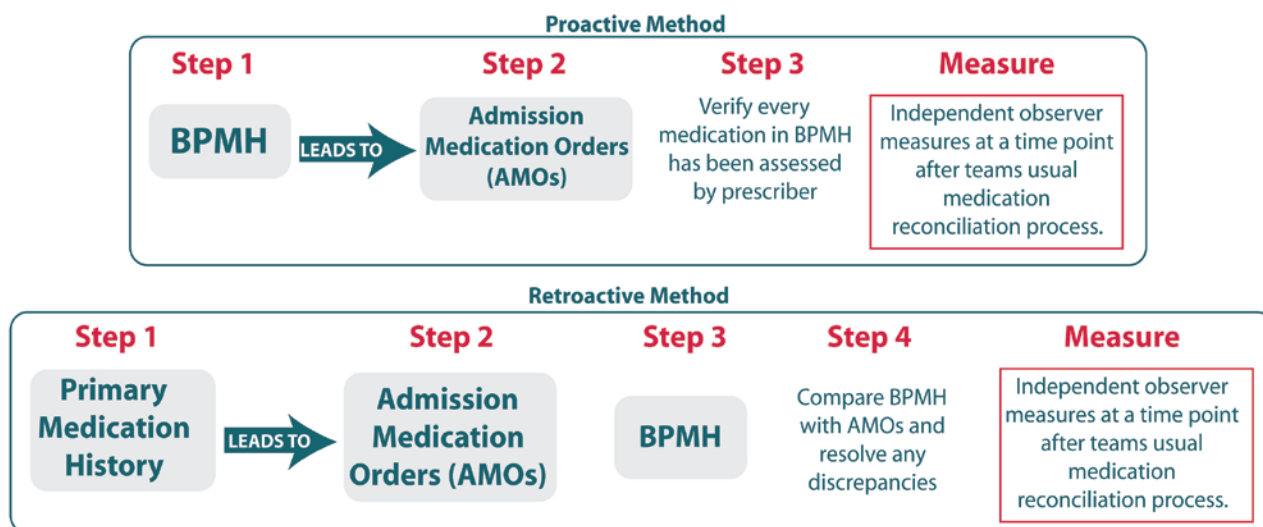 Proactive Method
Step 1
Step 2
Step 3
Measure
BPMH
LEADS TO
Admission
Medication Orders
(AMOs)
Verify every
medication in BPMH
has been assessed
by prescriber
Independent observer
measures at a time point
after teams usual
medication
reconciliation process.
Retroactive Method
Step 1
Step 2
Step 3
Step 4
Measure
Primary
Medication
History
LEADS TO
Admission
Medication
Orders (AMOs)
BPMH
Compare BPMH
with AMOs and
resolve any
discrepancies
Independent observer
measures at a time point
after teams usual
medication
reconciliation process.